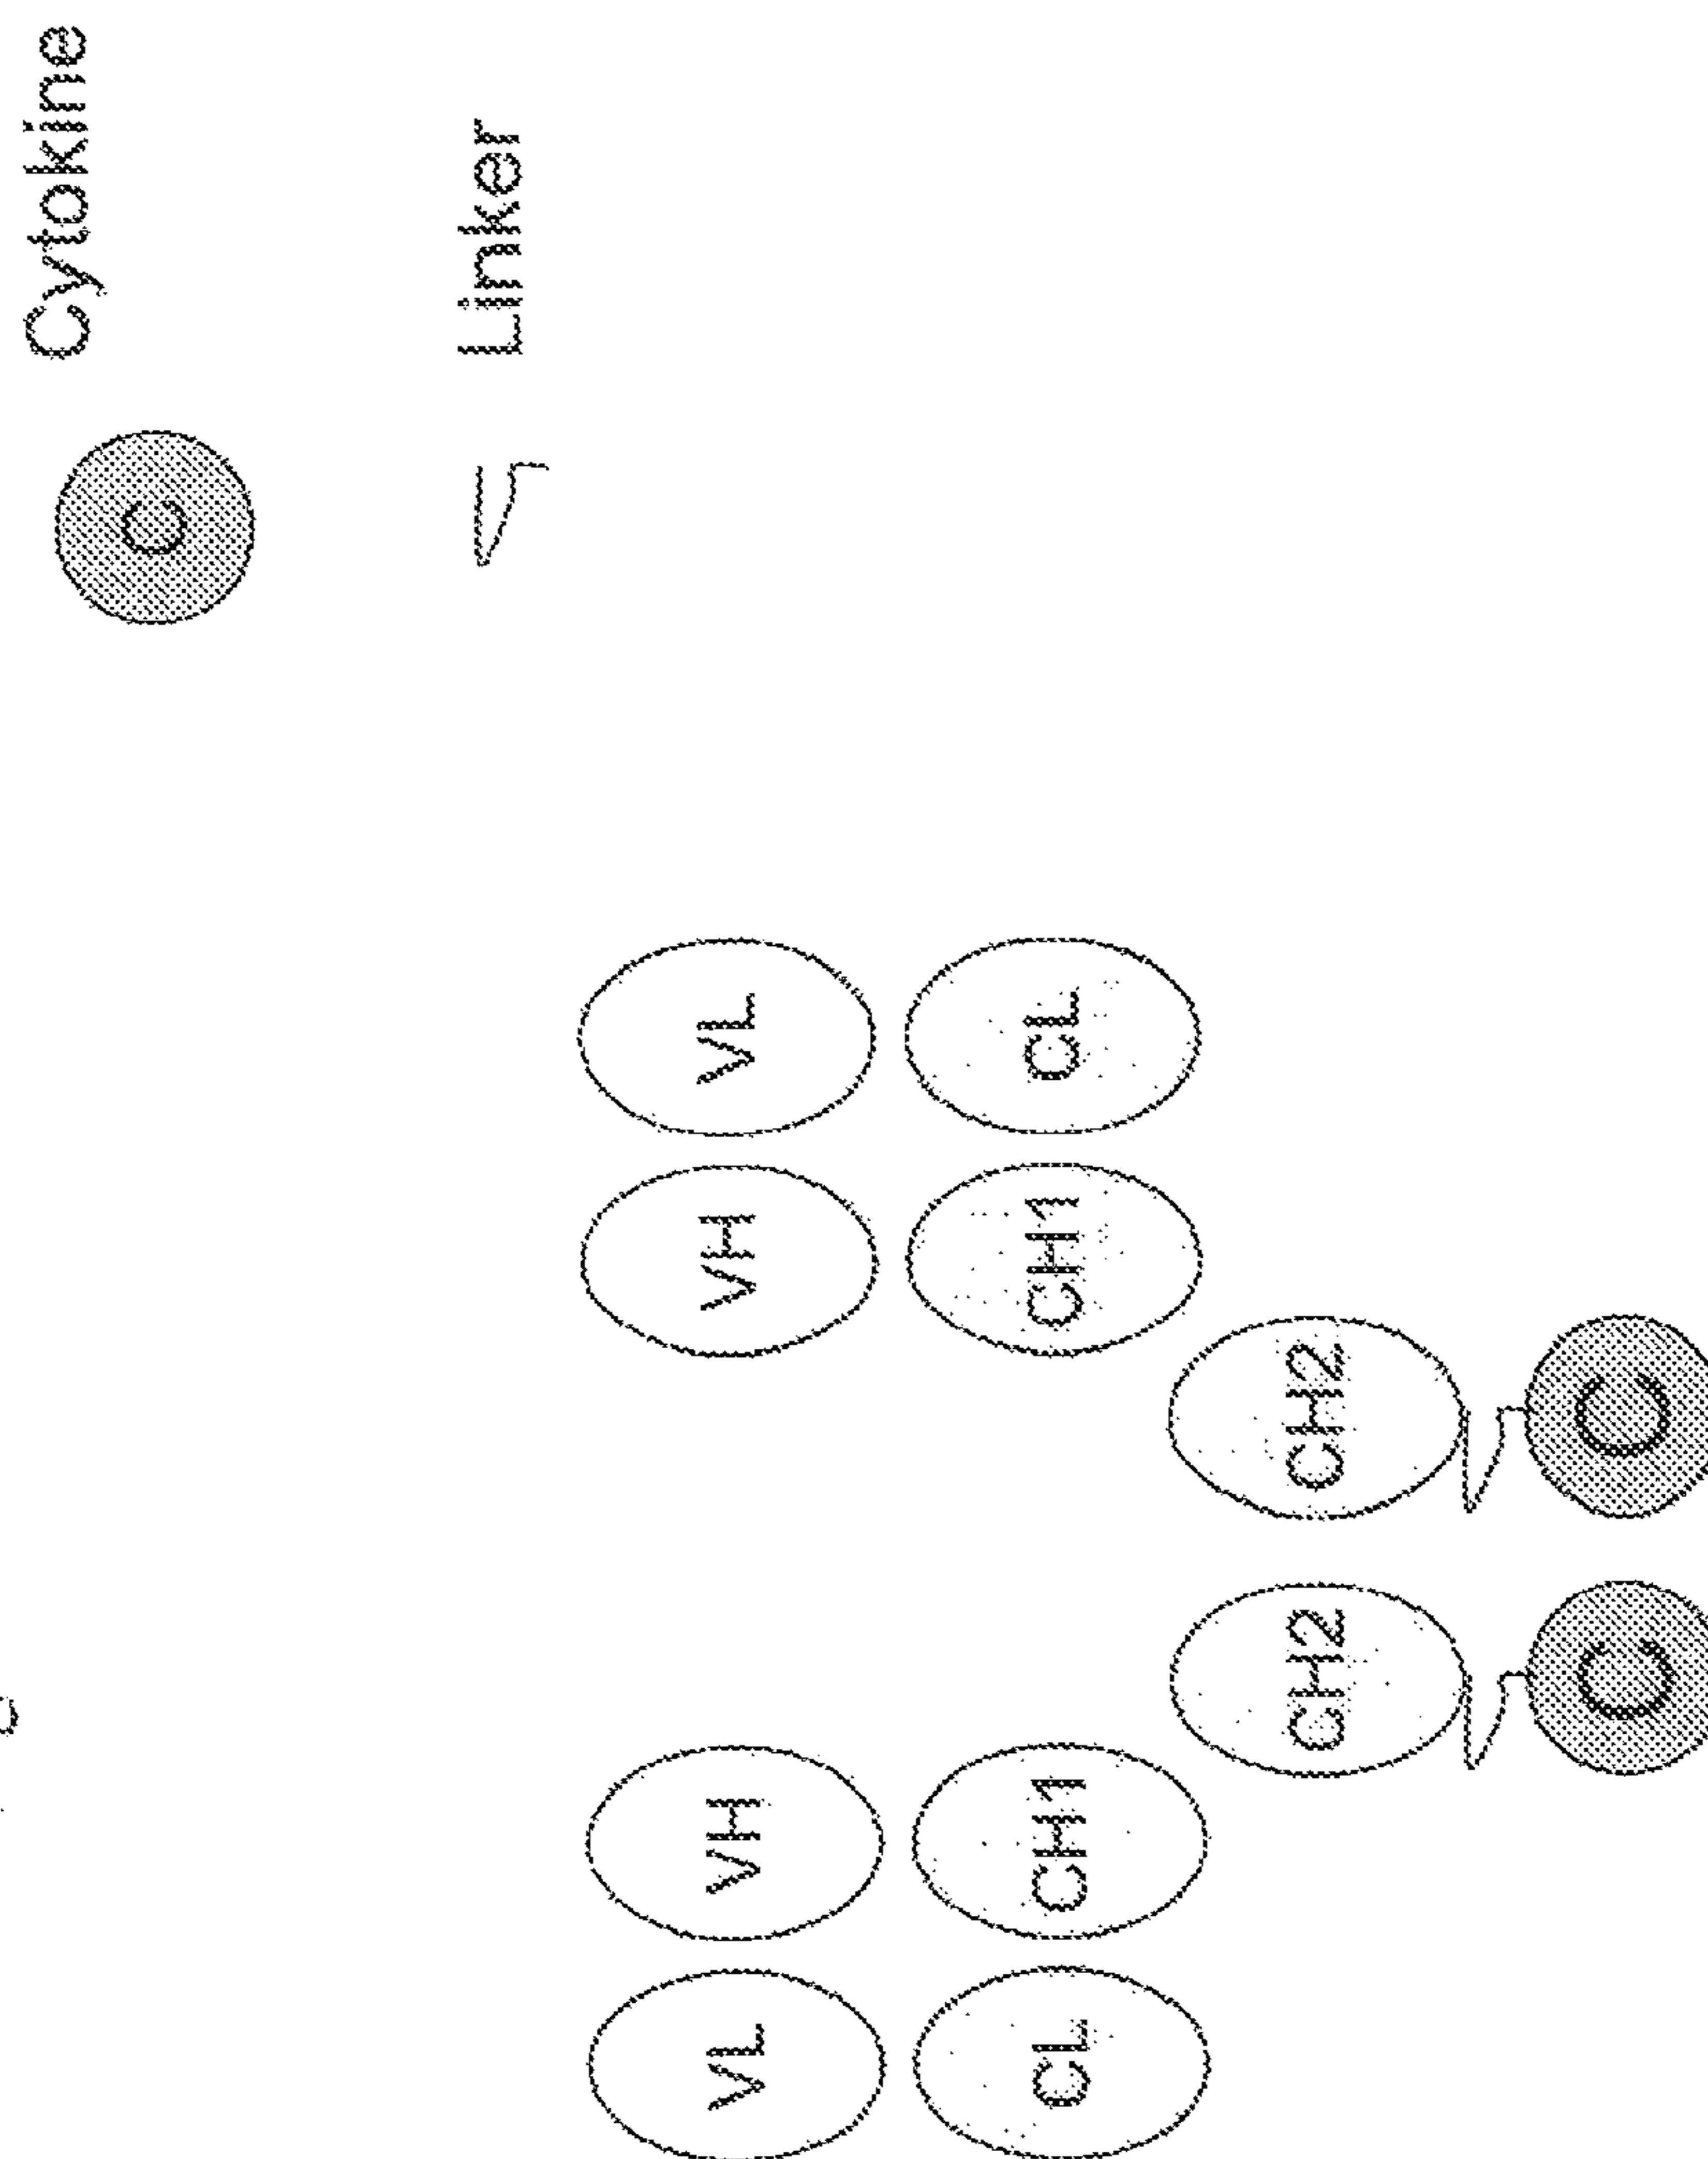 C Cytokine
Linker
VL VH VH VL
CL CH1 CH1 CL
CH2 CH2
C C